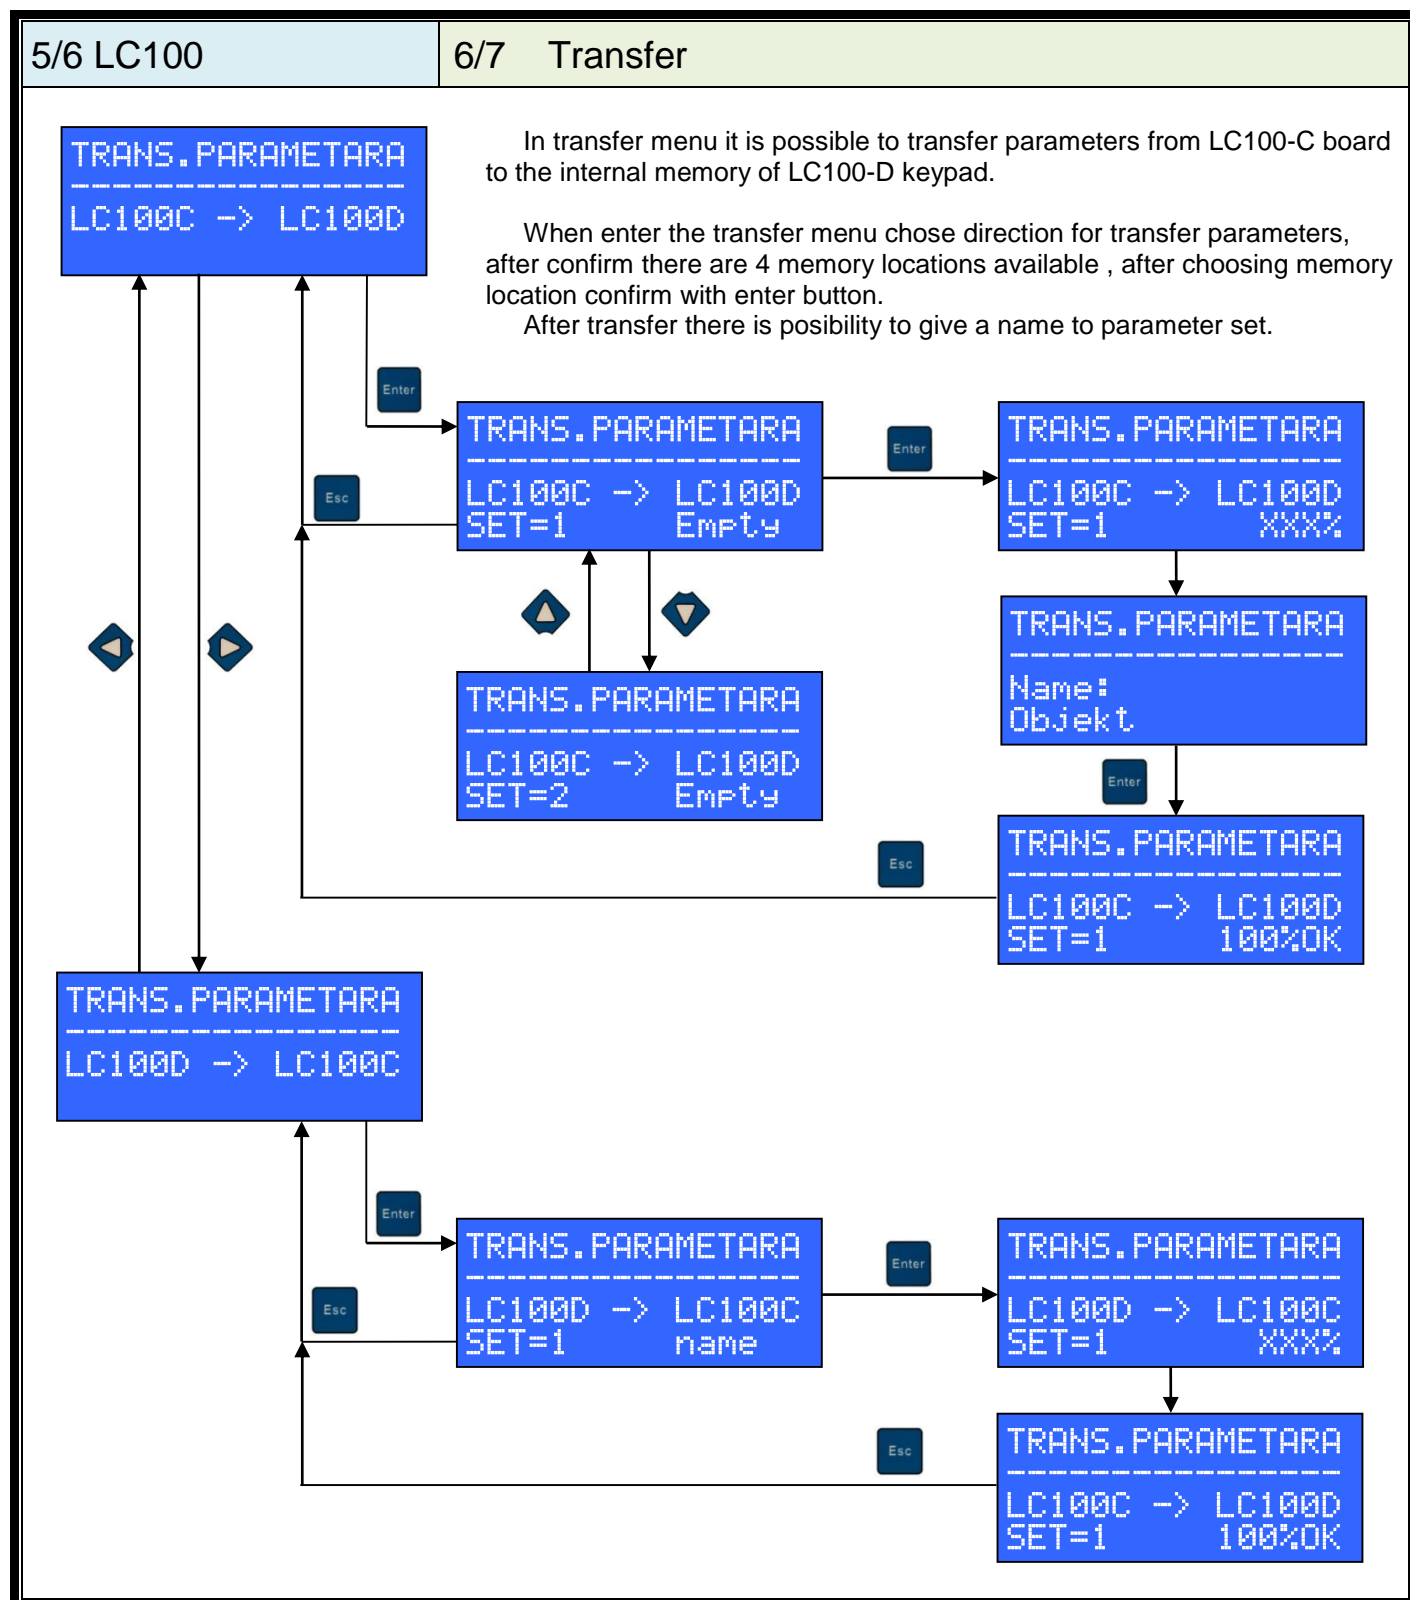 5/6 LC100
6/7 Transfer
TRANS.PARAMETARA
----------------
LC100C -> LC100D
In transfer menu it is possible to transfer parameters from LC100-C board
to the internal memory of LC100-D keypad.
When enter the transfer menu chose direction for transfer parameters,
after confirm there are 4 memory locations available , after choosing memory
location confirm with enter button.
After transfer there is posibility to give a name to parameter set.
Enter
Esc
TRANS.PARAMETARA
----------------
LC100C -> LC100D
SET=1 Empty
Enter
TRANS.PARAMETARA
----------------
LC100C -> LC100D
SET=1 XXX%
TRANS.PARAMETARA
----------------
Name:
Objekt
TRANS.PARAMETARA
----------------
LC100C -> LC100D
SET=2 Empty
Enter
Esc
TRANS.PARAMETARA
----------------
LC100C -> LC100D
SET=1 100%OK
TRANS.PARAMETARA
----------------
LC100D -> LC100C
Enter
Esc
TRANS.PARAMETARA
----------------
LC100D -> LC100C
SET=1 name
Enter
TRANS.PARAMETARA
----------------
LC100D -> LC100C
SET=1 XXX%
Esc
TRANS.PARAMETARA
----------------
LC100C -> LC100D
SET=1 100%OK